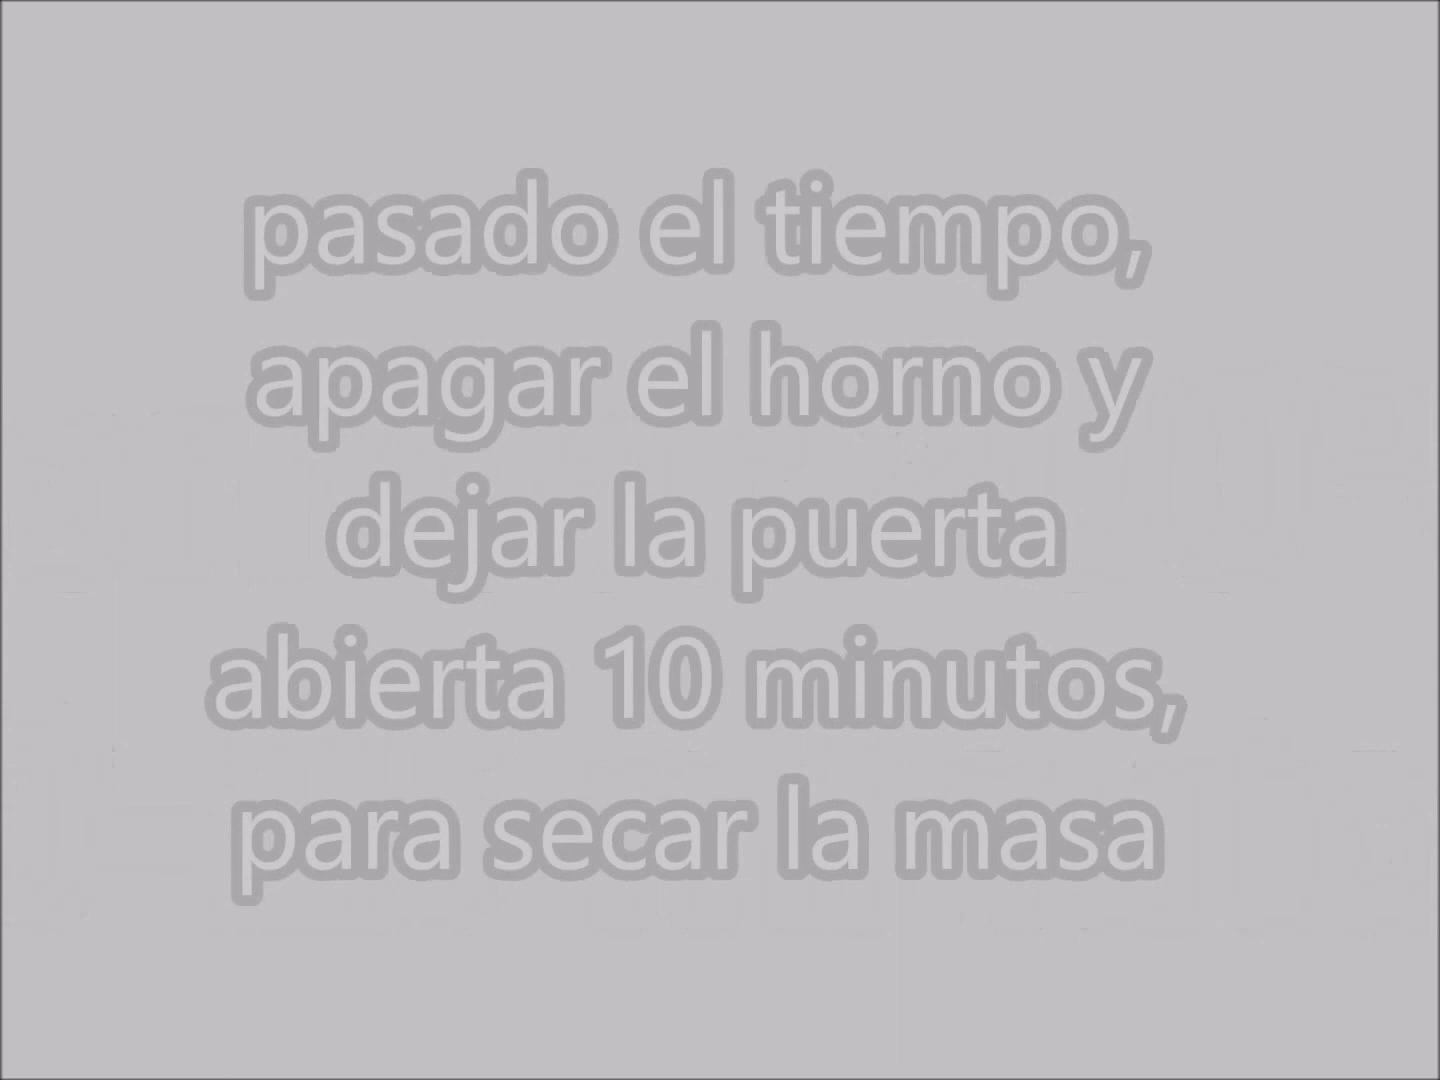 pasado el tiempo,
apagar el horno y
dejar la puerta
abierta 10 minutos,
para secar la masa